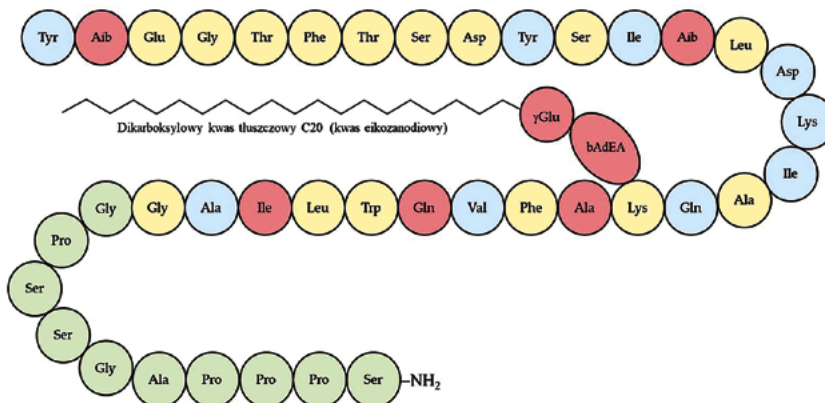 Tyr Aib Glu Gly Thr Phe Thr Ser Asp Tyr Ser Ile Aib Leu
Asp
Lys
Ile
Dikarboksylowy kwas tłuszczowy C20 (kwas eikozanodiowy)
γGlu
bAdEA
Gly Gly Ala Ile Leu Trp Gln Val Phe Ala Lys Gln Ala
Pro
Ser
Ser
Gly Ala Pro Pro Pro Ser –NH₂